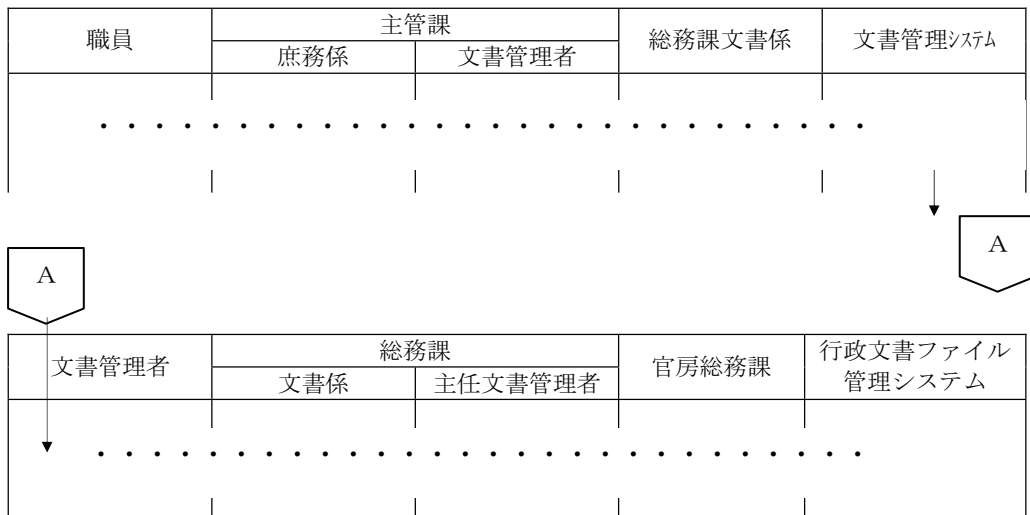 職員 主管課 総務課文書係 文書管理ｼｽﾃﾑ
庶務係 文書管理者
・・・・・・・・・・・・・・・・・・・・・・・・・・・・
A
A
文書管理者 総務課 官房総務課 行政文書ファイル
管理システム
文書係 主任文書管理者
・・・・・・・・・・・・・・・・・・・・・・・・・・・・